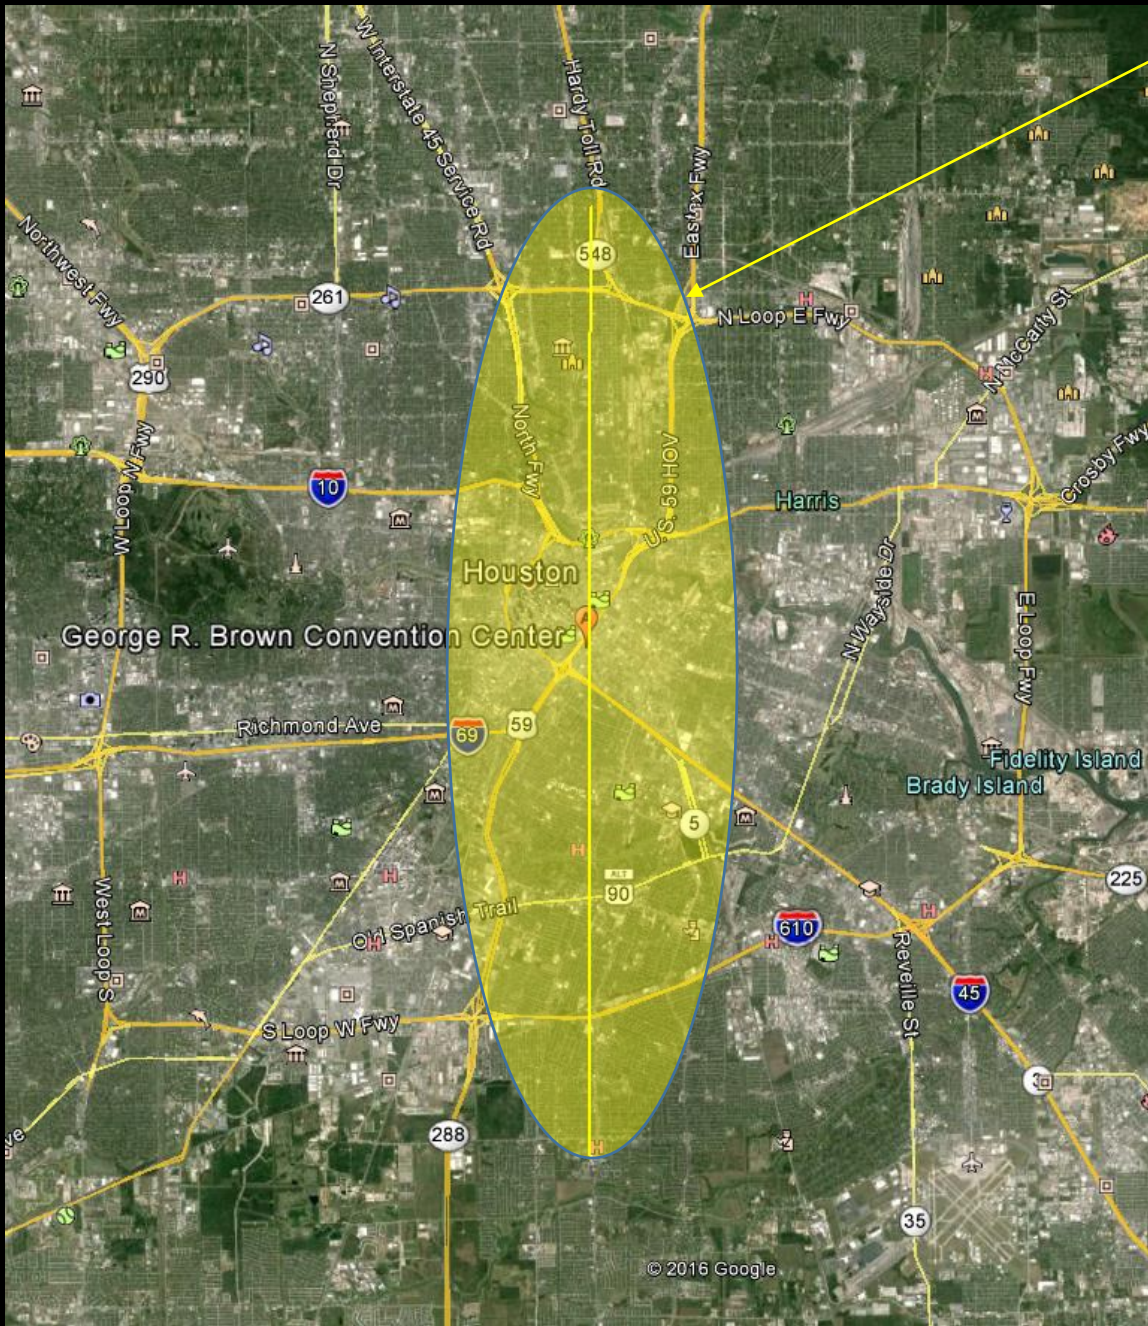 N Shepherd Dr
W Interstate 45 Service Rd
Hardy Toll Rd
Eastex Fwy
Northwest Fwy
548
261
N Loop E Fwy
N McCarty St
290
North Fwy
U.S. 59 HOV
W Loop N Fwy
10
Harris
Crosby Fwy
Houston
N Wayside Dr
E Loop Fwy
A
George R. Brown Convention Center
Richmond Ave
69
59
Fidelity Island
Brady Island
5
ALT
90
225
West Loop S
Old Spanish Trail
610
Reveille St
45
S Loop W Fwy
3
288
ve
35
© 2016 Google